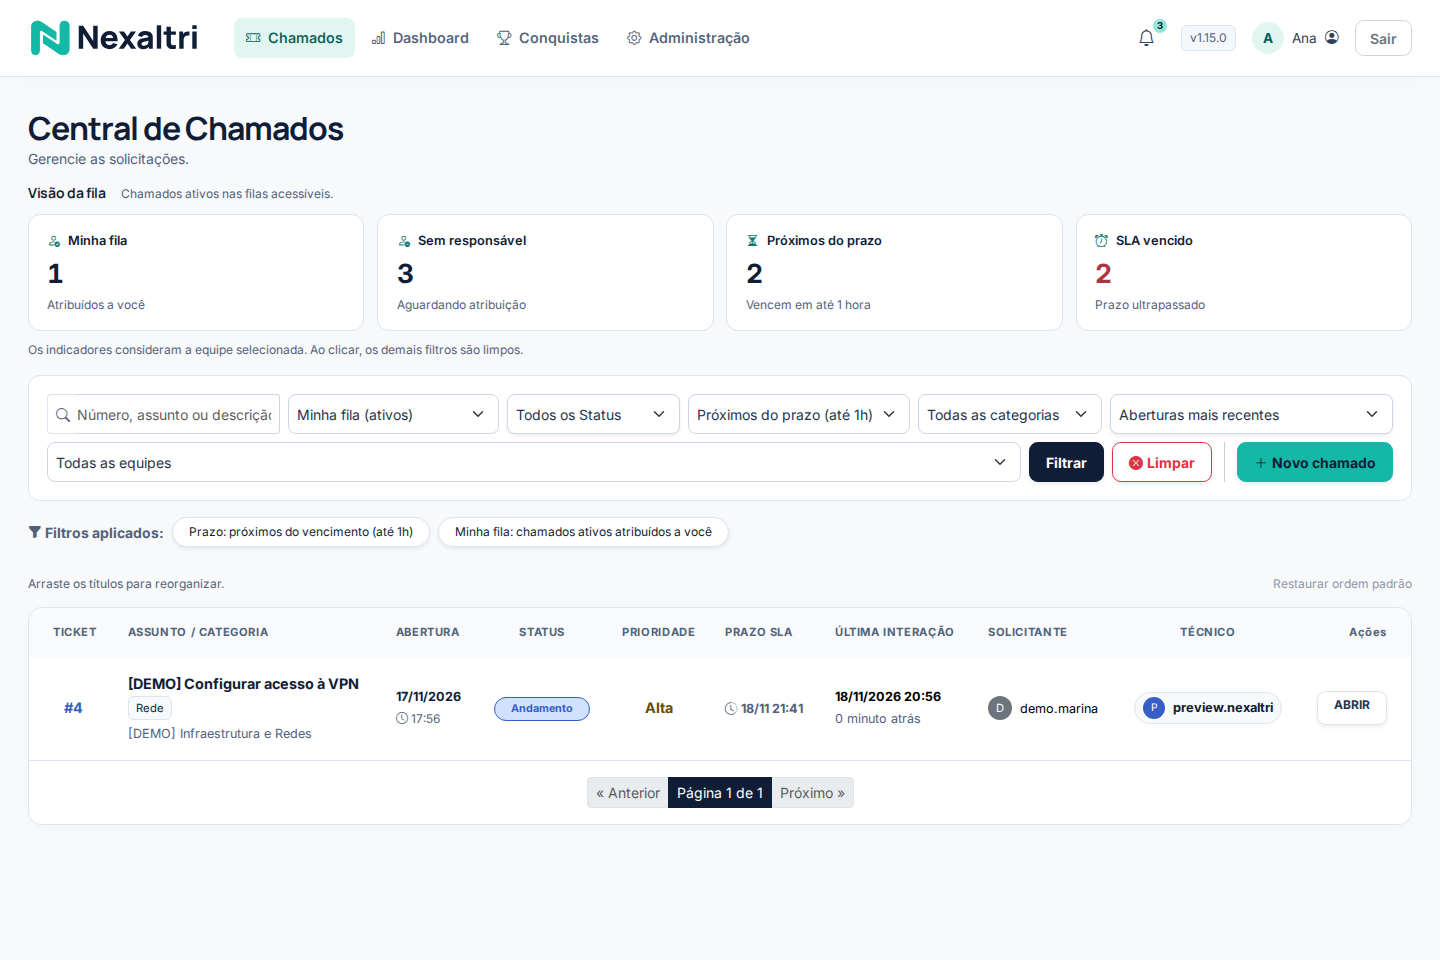 Nexaltri
Chamados
Dashboard
Conquistas
Administração
3
v1.15.0
A
Ana
Sair
Central de Chamados
Gerencie as solicitações.
Visão da fila
Chamados ativos nas filas acessíveis.
Minha fila
1
Atribuídos a você
Sem responsável
3
Aguardando atribuição
Próximos do prazo
2
Vencem em até 1 hora
SLA vencido
2
Prazo ultrapassado
Os indicadores consideram a equipe selecionada. Ao clicar, os demais filtros são limpos.
Número, assunto ou descriçã
Minha fila (ativos)
Todos os Status
Próximos do prazo (até 1h)
Todas as categorias
Aberturas mais recentes
Todas as equipes
Filtrar
Limpar
+ Novo chamado
Filtros aplicados:
Prazo: próximos do vencimento (até 1h)
Minha fila: chamados ativos atribuídos a você
Arraste os títulos para reorganizar.
Restaurar ordem padrão
TICKET
ASSUNTO / CATEGORIA
ABERTURA
STATUS
PRIORIDADE
PRAZO SLA
ÚLTIMA INTERAÇÃO
SOLICITANTE
TÉCNICO
Ações
#4
[DEMO] Configurar acesso à VPN
Rede
[DEMO] Infraestrutura e Redes
17/11/2026
17:56
Andamento
Alta
18/11 21:41
18/11/2026 20:56
0 minuto atrás
D
demo.marina
P
preview.nexaltri
ABRIR
« Anterior
Página 1 de 1
Próximo »